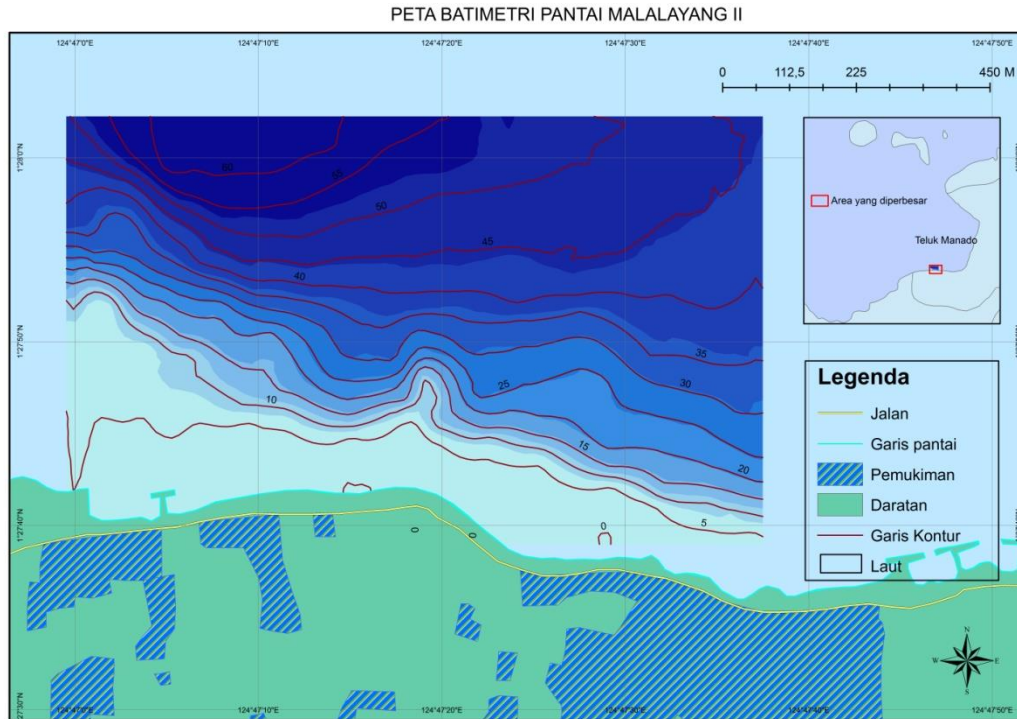 PETA BATIMETRI PANTAI MALALAYANG II
124°47'0"E 124°47'10"E 124°47'20"E 124°47'30"E 124°47'40"E 124°47'50"E
0 112,5 225 450 M
1°28'0"N
60
55
50
45
40
35
30
25
20
15
10
5
0
0
0
Area yang diperbesar
Teluk Manado
1°27'50"N
Legenda
Jalan
Garis pantai
Pemukiman
Daratan
Garis Kontur
Laut
1°27'40"N
N
W E
S
124°47'0"E 124°47'10"E 124°47'20"E 124°47'30"E 124°47'40"E 124°47'50"E